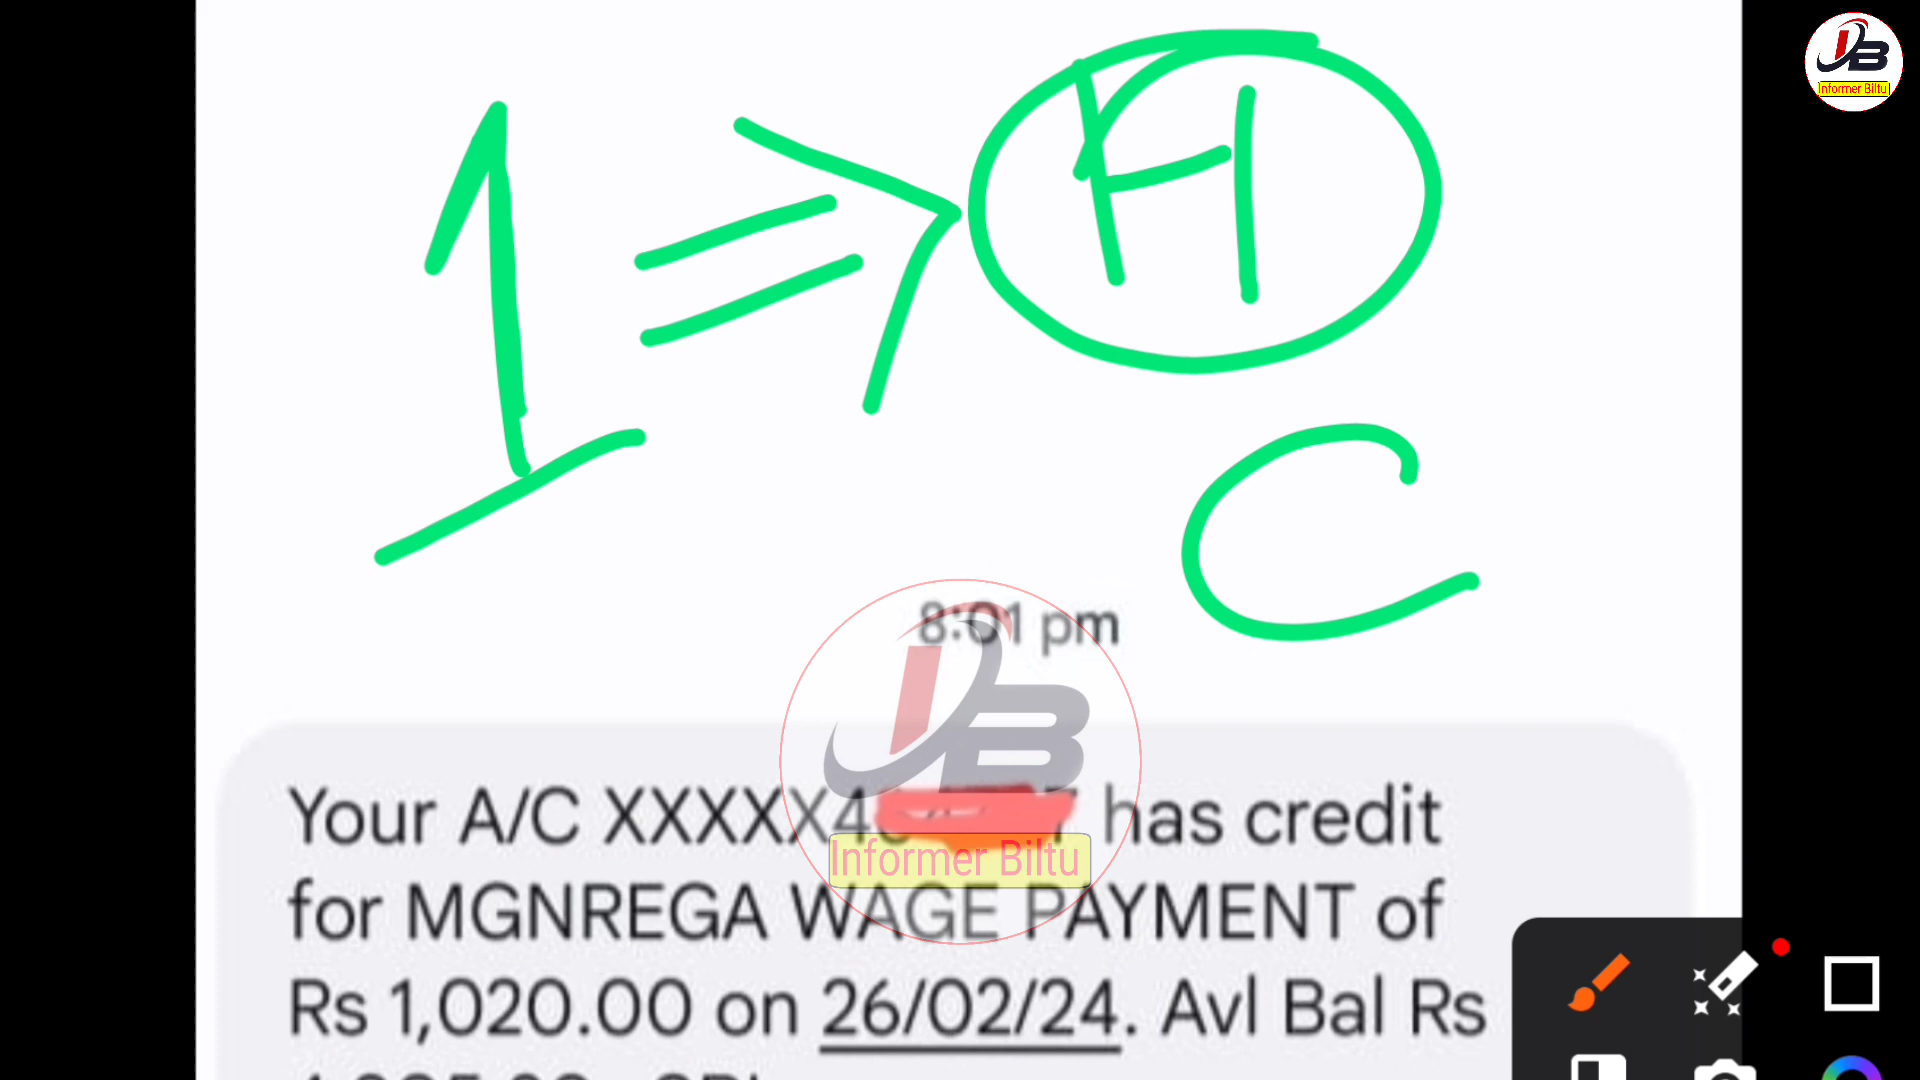 Informer Biltu
1 => H
C
8:01 pm
Your A/C XXXXX4 has credit
Informer Biltu
for MGNREGA WAGE PAYMENT of
Rs 1,020.00 on 26/02/24. Avl Bal Rs